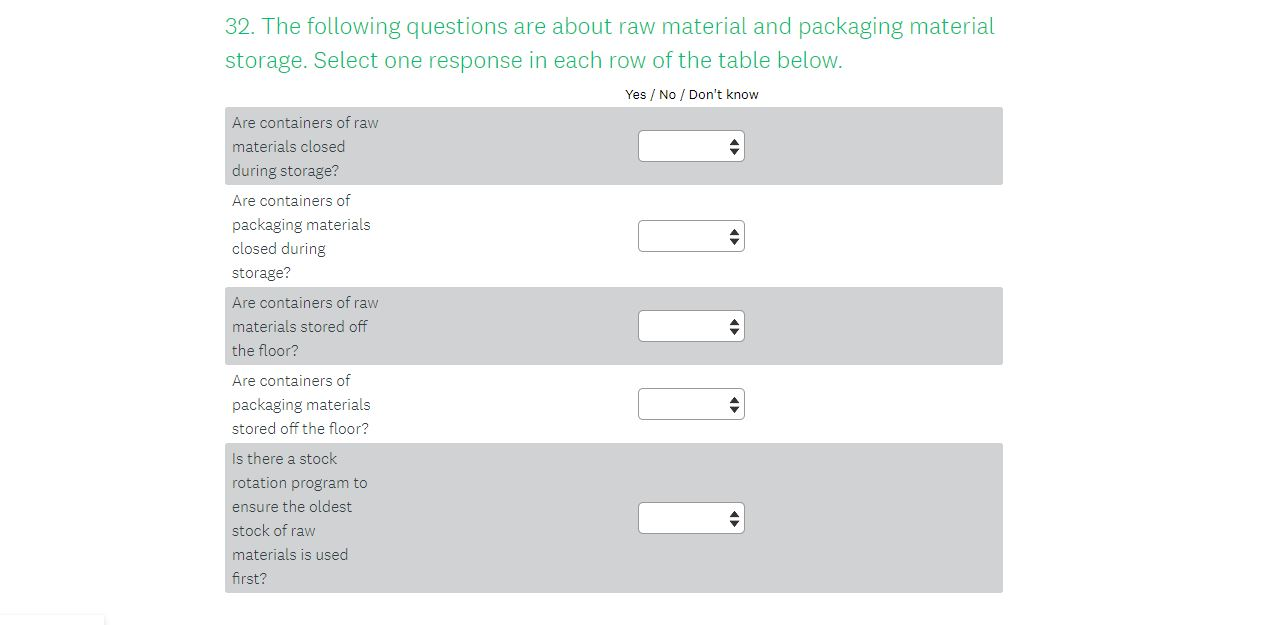 32. The following questions are about raw material and packaging material
storage. Select one response in each row of the table below.
Yes / No / Don't know
Are containers of raw
materials closed
during storage?
Are containers of
packaging materials
closed during
storage?
Are containers of raw
materials stored off
the floor?
Are containers of
packaging materials
stored off the floor?
Is there a stock
rotation program to
ensure the oldest
stock of raw
materials is used
first?